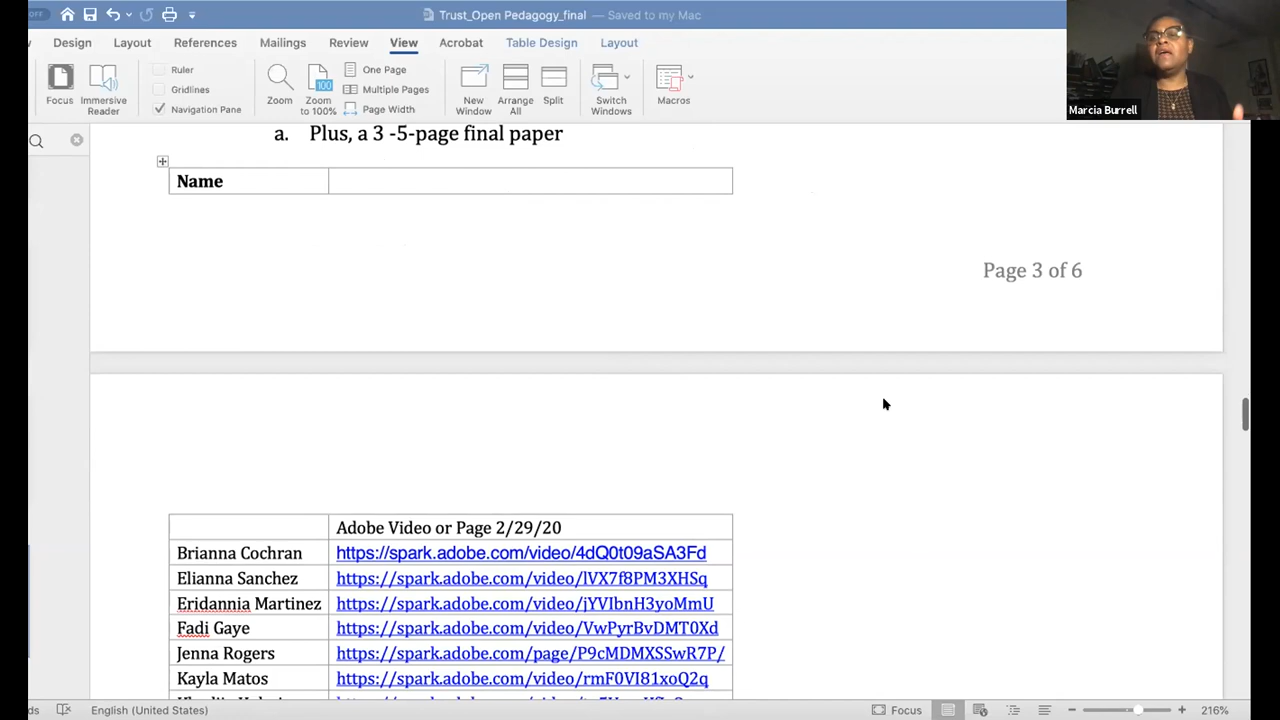 Trust_Open Pedagogy_final — Saved to my Mac
Design Layout References Mailings Review View Acrobat Table Design Layout
Focus
Immersive Reader
Ruler
Gridlines
Navigation Pane
Zoom
100
Zoom to 100%
One Page
Multiple Pages
Page Width
New Window
Arrange All
Split
Switch Windows
Macros
Marcia Burrell
a. Plus, a 3 -5-page final paper
Name
Page 3 of 6
Adobe Video or Page 2/29/20
Brianna Cochran https://spark.adobe.com/video/4dQ0t09aSA3Fd
Elianna Sanchez https://spark.adobe.com/video/lVX7f8PM3XHSq
Eridannia Martinez https://spark.adobe.com/video/jYVIbnH3yoMmU
Fadi Gaye https://spark.adobe.com/video/VwPyrBvDMT0Xd
Jenna Rogers https://spark.adobe.com/page/P9cMDMXSSwR7P/
Kayla Matos https://spark.adobe.com/video/rmF0VI81xoQ2q
ds English (United States) Focus 216%